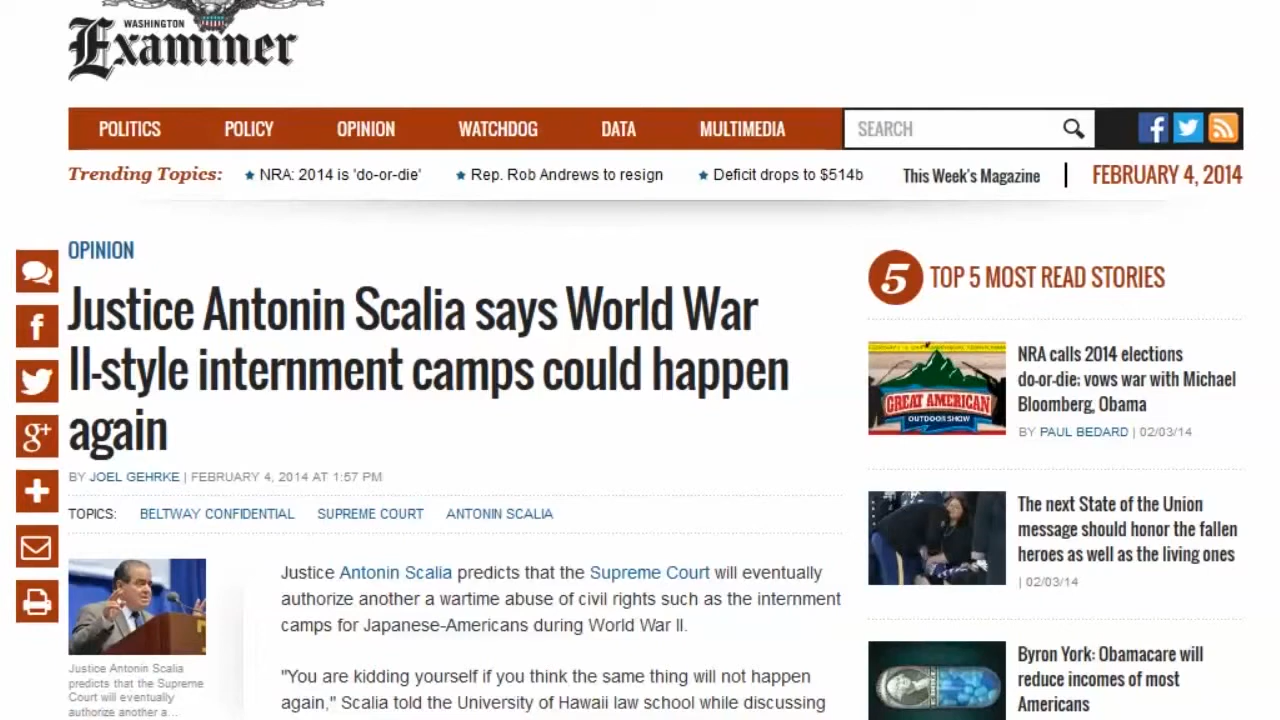 WASHINGTON
Examiner
POLITICS POLICY OPINION WATCHDOG DATA MULTIMEDIA SEARCH
Trending Topics: NRA: 2014 is 'do-or-die' Rep. Rob Andrews to resign Deficit drops to $514b This Week's Magazine FEBRUARY 4, 2014
OPINION
Justice Antonin Scalia says World War
II-style internment camps could happen
again
BY JOEL GEHRKE | FEBRUARY 4, 2014 AT 1:57 PM
TOPICS: BELTWAY CONFIDENTIAL SUPREME COURT ANTONIN SCALIA
Justice Antonin Scalia
predicts that the Supreme
Court will eventually
authorize another a...
Justice Antonin Scalia predicts that the Supreme Court will eventually
authorize another a wartime abuse of civil rights such as the internment
camps for Japanese-Americans during World War II.
"You are kidding yourself if you think the same thing will not happen
again," Scalia told the University of Hawaii law school while discussing
5 TOP 5 MOST READ STORIES
GREAT AMERICAN
OUTDOOR SHOW
NRA calls 2014 elections
do-or-die; vows war with Michael
Bloomberg, Obama
BY PAUL BEDARD | 02/03/14
The next State of the Union
message should honor the fallen
heroes as well as the living ones
| 02/03/14
Byron York: Obamacare will
reduce incomes of most
Americans